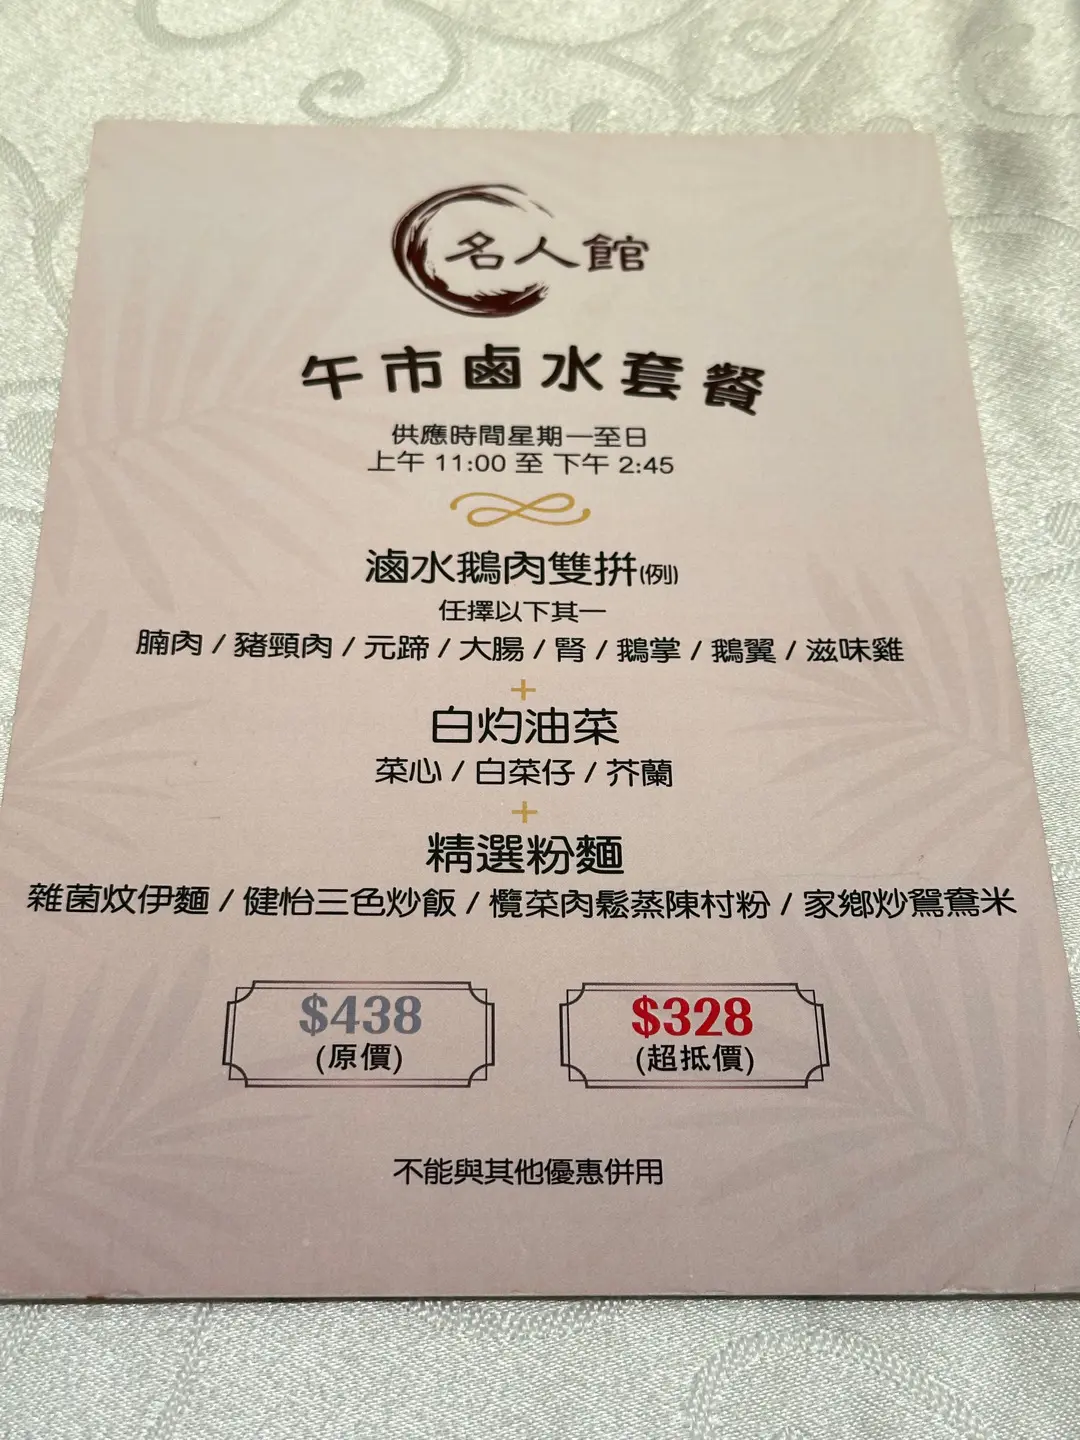 名人館
午市鹵水套餐
供應時間星期一至日
上午 11:00 至 下午 2:45
滷水鵝肉雙拼(例)
任擇以下其一
腩肉 / 豬頸肉 / 元蹄 / 大腸 / 腎 / 鵝掌 / 鵝翼 / 滋味雞
+
白灼油菜
菜心 / 白菜仔 / 芥蘭
+
精選粉麵
雜菌炆伊麵 / 健怡三色炒飯 / 欖菜肉鬆蒸陳村粉 / 家鄉炒鴛鴦米
$438
(原價)
$328
(超抵價)
不能與其他優惠併用